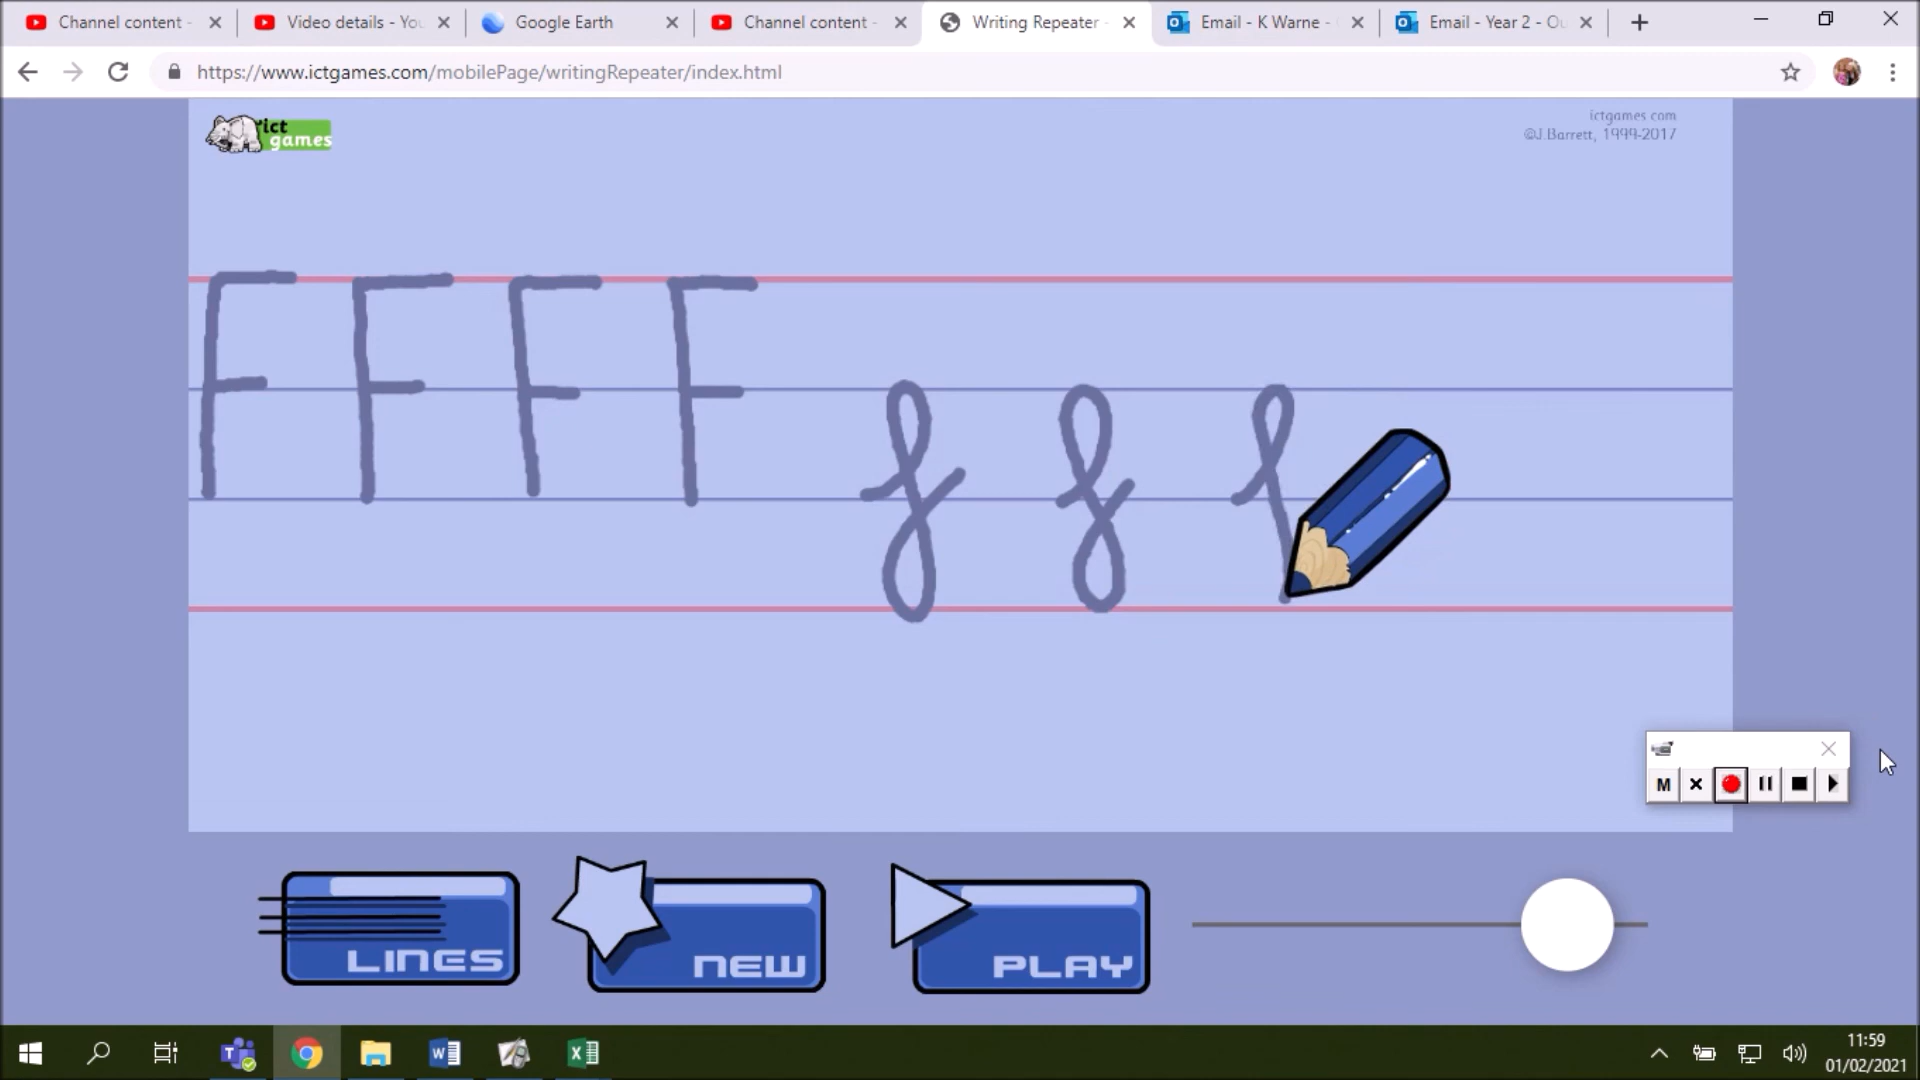 Channel content -
Video details - You
Google Earth
Channel content -
Writing Repeater -
Email - K Warne -
Email - Year 2 - Ou
https://www.ictgames.com/mobilePage/writingRepeater/index.html
ict
games
ictgames com
©J Barrett, 1999-2017
F F F F f f
M
LINES
NEW
PLAY
11:59
01/02/2021